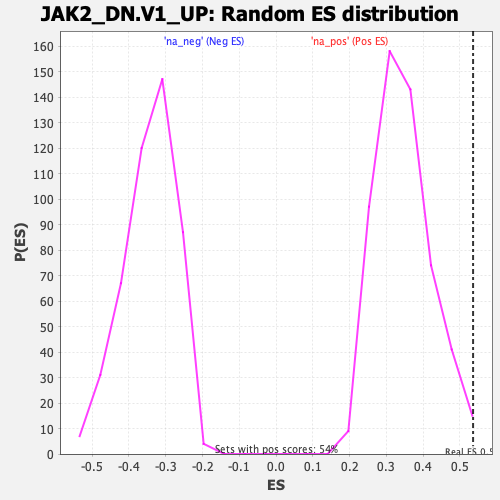 JAK2_DN.V1_UP: Random ES distribution
'na_neg' (Neg ES) 'na_pos' (Pos ES)
160
150
140
130
120
110
100
90
80
70
60
50
40
30
20
10
0
P(ES)
Sets with pos scores: 54%
Real ES 0.5
-0.5 -0.4 -0.3 -0.2 -0.1 0.0 0.1 0.2 0.3 0.4 0.5
ES